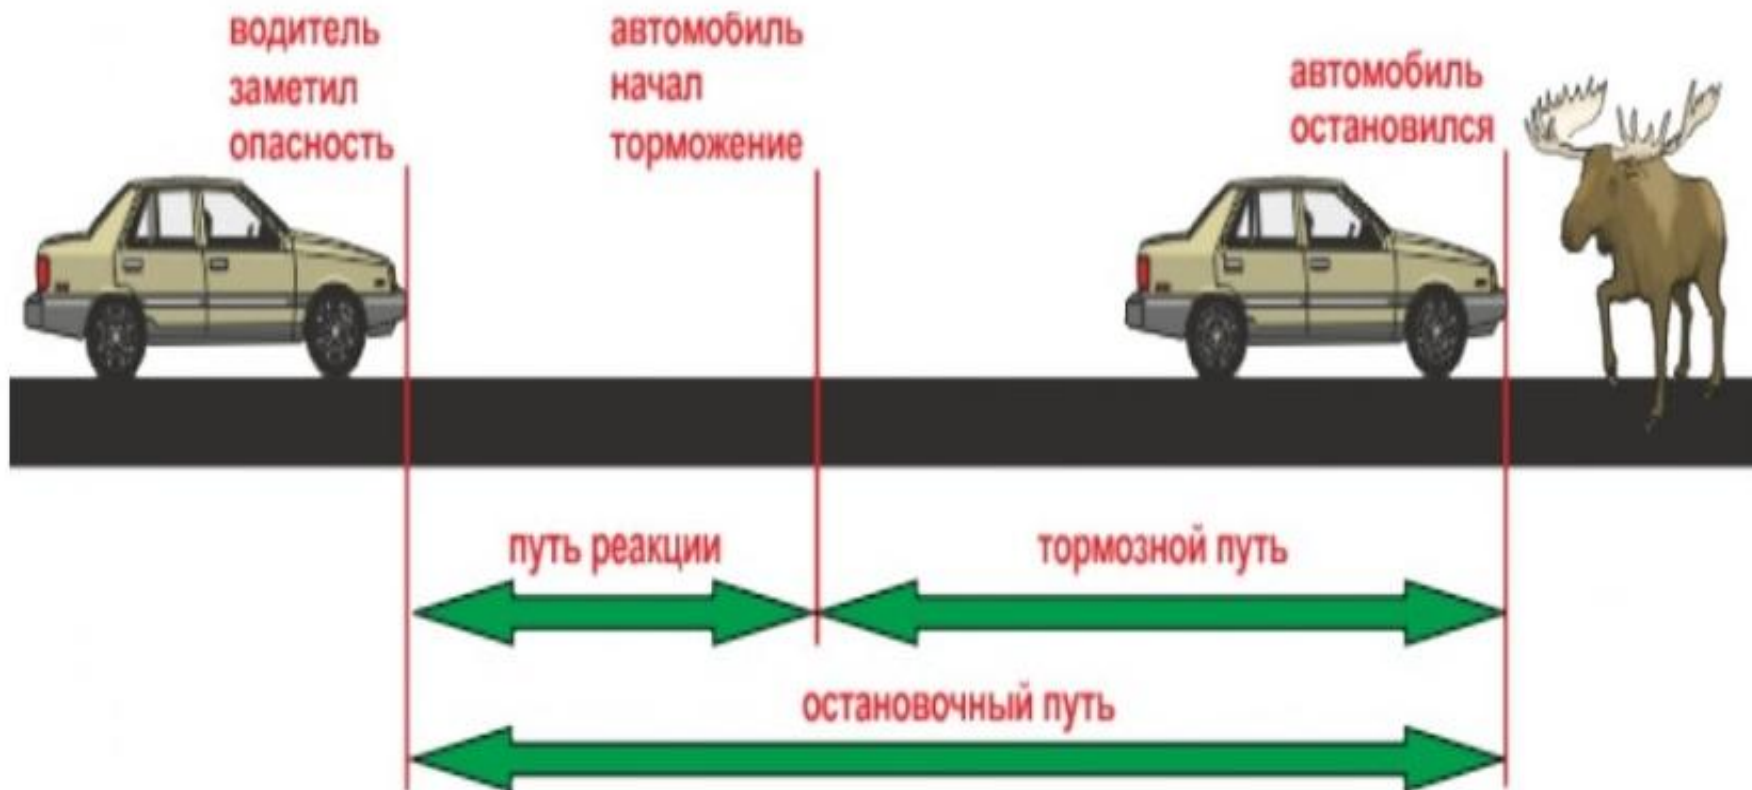 водитель
заметил
опасность
автомобиль
начал
торможение
автомобиль
остановился
путь реакции
тормозной путь
остановочный путь